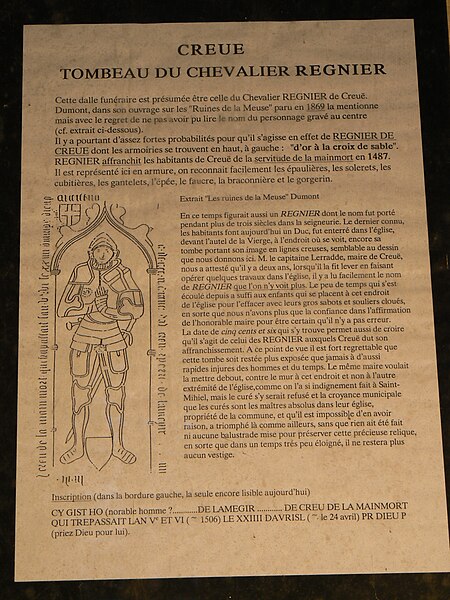 CREUE
TOMBEAU DU CHEVALIER REGNIER
Cette dalle funéraire est présumée être celle du Chevalier REGNIER de Creuë.
Dumont, dans son ouvrage sur les "Ruines de la Meuse" paru en 1869 la mentionne
mais avec le regret de ne pas avoir pu lire le nom du personnage gravé au centre
(cf. extrait ci-dessous).
Il y a pourtant d'assez fortes probabilités pour qu'il s'agisse en effet de REGNIER DE
CREUE dont les armoiries se trouvent en haut, à gauche : "d'or à la croix de sable".
REGNIER affranchit les habitants de Creuë de la servitude de la mainmort en 1487.
Il est représenté ici en armure, on reconnait facilement les épaulières, les solerets, les
cubitières, les gantelets, l'épée, le faucre, la braconnière et le gorgerin.
Extrait "Les ruines de la Meuse" Dumont
En ce temps figurait aussi un REGNIER dont le nom fut porté
pendant plus de trois siècles dans la seigneurie. Le dernier connu,
les habitants font aujourd'hui un Duc, fut enterré dans l'église,
devant l'autel de la Vierge, à l'endroit où se voit, encore sa
tombe portant son image en lignes creuses, semblable au dessin
que nous donnons ici. M. le capitaine Lerradde, maire de Creuë,
nous a attesté qu'il y a deux ans, lorsqu'il la fit lever en faisant
opérer quelques travaux dans l'église, il y a lu facilement le nom
de REGNIER que l'on n'y voit plus. Le peu de temps qui s'est
écoulé depuis a suffi aux enfants qui se placent à cet endroit
de l'église pour l'effacer avec leurs gros sabots et souliers cloués,
en sorte que nous n'avons plus que la confiance dans l'affirmation
de l'honorable maire pour être certain qu'il n'y a pas erreur.
La date de cinq cents et six qui s'y trouve permet aussi de croire
qu'il s'agit de celui des REGNIER auxquels Creuë dut son
affranchissement. A ce point de vue il est fort regrettable que
cette tombe soit restée plus exposée que jamais à d'aussi
rapides injures des hommes et du temps. Le même maire voulait
la mettre debout, contre le mur à cet endroit et non à l'autre
extrémité de l'église,comme on l'a si indignement fait à Saint-
Mihiel, mais le curé s'y serait refusé et la croyance municipale
que les curés sont les maîtres absolus dans leur église,
propriété de la commune, et qu'il est impossible d'en avoir
raison, a triomphé là comme ailleurs, sans que rien ait été fait
ni aucune balustrade mise pour préserver cette précieuse relique,
en sorte que dans un temps très peu éloigné, il ne restera plus
aucun vestige.
Inscription (dans la bordure gauche, la seule encore lisible aujourd'hui)
CY GIST HO (norable homme ?............DE LAMEGIR ............ DE CREU DE LA MAINMORT
QUI TREPASSAIT LAN Ve ET VI ( ~ 1506) LE XXIIII DAVRISL ( ~ le 24 avril) PR DIEU P
(priez Dieu pour lui).